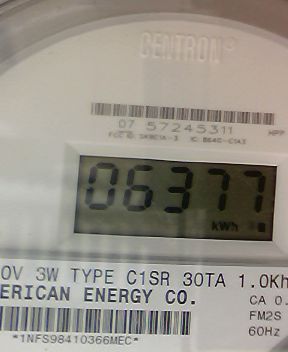 CENTRON®
07 57245311
06377
kWh
0V 3W TYPE C1SR 30TA 1.0Kh
ERICAN ENERGY CO.
CA 0.
FM2S
60Hz
*1NFS98410366MEC*